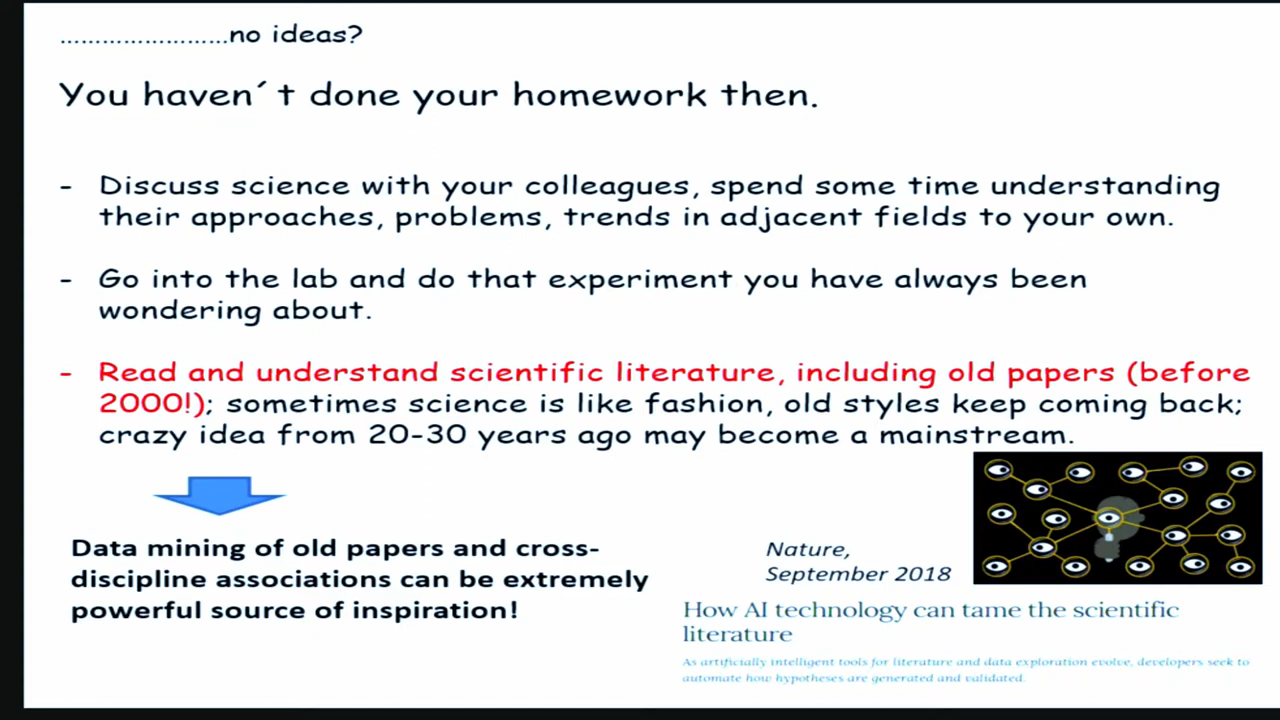 ……………………no ideas?
You haven´t done your homework then.
- Discuss science with your colleagues, spend some time understanding
their approaches, problems, trends in adjacent fields to your own.
- Go into the lab and do that experiment you have always been
wondering about.
- Read and understand scientific literature, including old papers (before
2000!); sometimes science is like fashion, old styles keep coming back;
crazy idea from 20-30 years ago may become a mainstream.
Data mining of old papers and cross-
discipline associations can be extremely
powerful source of inspiration!
Nature,
September 2018
How AI technology can tame the scientific
literature
As artificially intelligent tools for literature and data exploration evolve, developers seek to
automate how hypotheses are generated and validated.